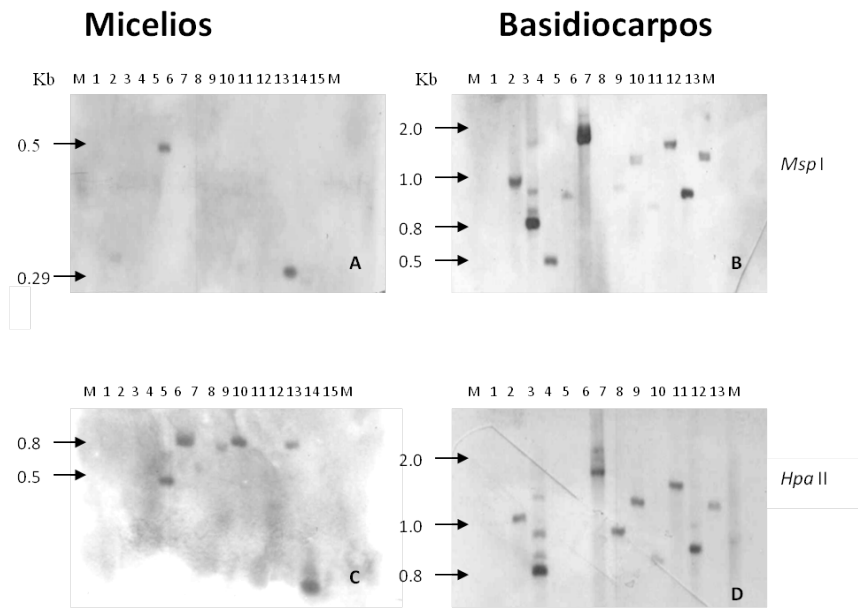 Micelios
Basidiocarpos
Kb M 1 2 3 4 5 6 7 8 9 10 11 12 13 14 15 M
Kb M 1 2 3 4 5 6 7 8 9 10 11 12 13 M
0.5
0.29
A
2.0
1.0
0.8
0.5
B
Msp I
M 1 2 3 4 5 6 7 8 9 10 11 12 13 14 15 M
M 1 2 3 4 5 6 7 8 9 10 11 12 13 M
0.8
0.5
C
2.0
1.0
0.8
D
Hpa II